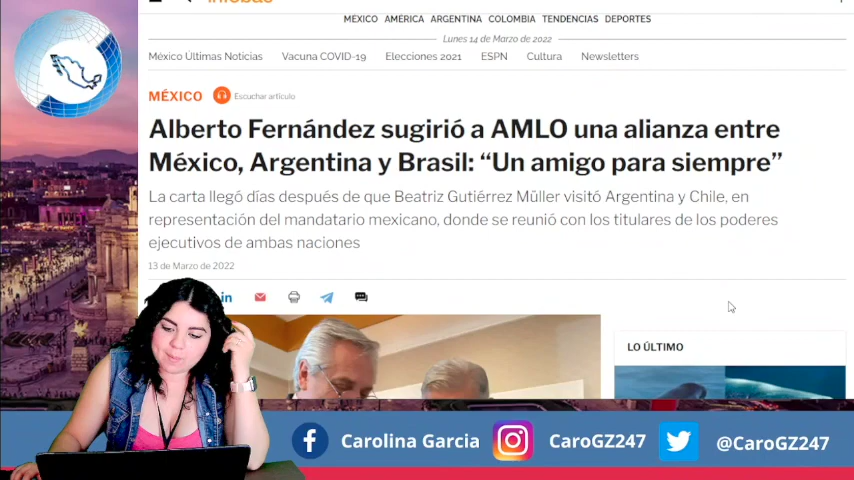 infobae
MÉXICO AMÉRICA ARGENTINA COLOMBIA TENDENCIAS DEPORTES
Lunes 14 de Marzo de 2022
México Últimas Noticias Vacuna COVID-19 Elecciones 2021 ESPN Cultura Newsletters
MÉXICO Escuchar artículo
Alberto Fernández sugirió a AMLO una alianza entre
México, Argentina y Brasil: “Un amigo para siempre”
La carta llegó días después de que Beatriz Gutiérrez Müller visitó Argentina y Chile, en
representación del mandatario mexicano, donde se reunió con los titulares de los poderes
ejecutivos de ambas naciones
13 de Marzo de 2022
in
LO ÚLTIMO
f Carolina Garcia CaroGZ247 @CaroGZ247